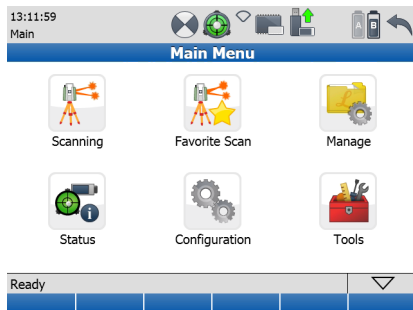 13:11:59
Main
A B
Main Menu
Scanning Favorite Scan Manage
Status Configuration Tools
Ready